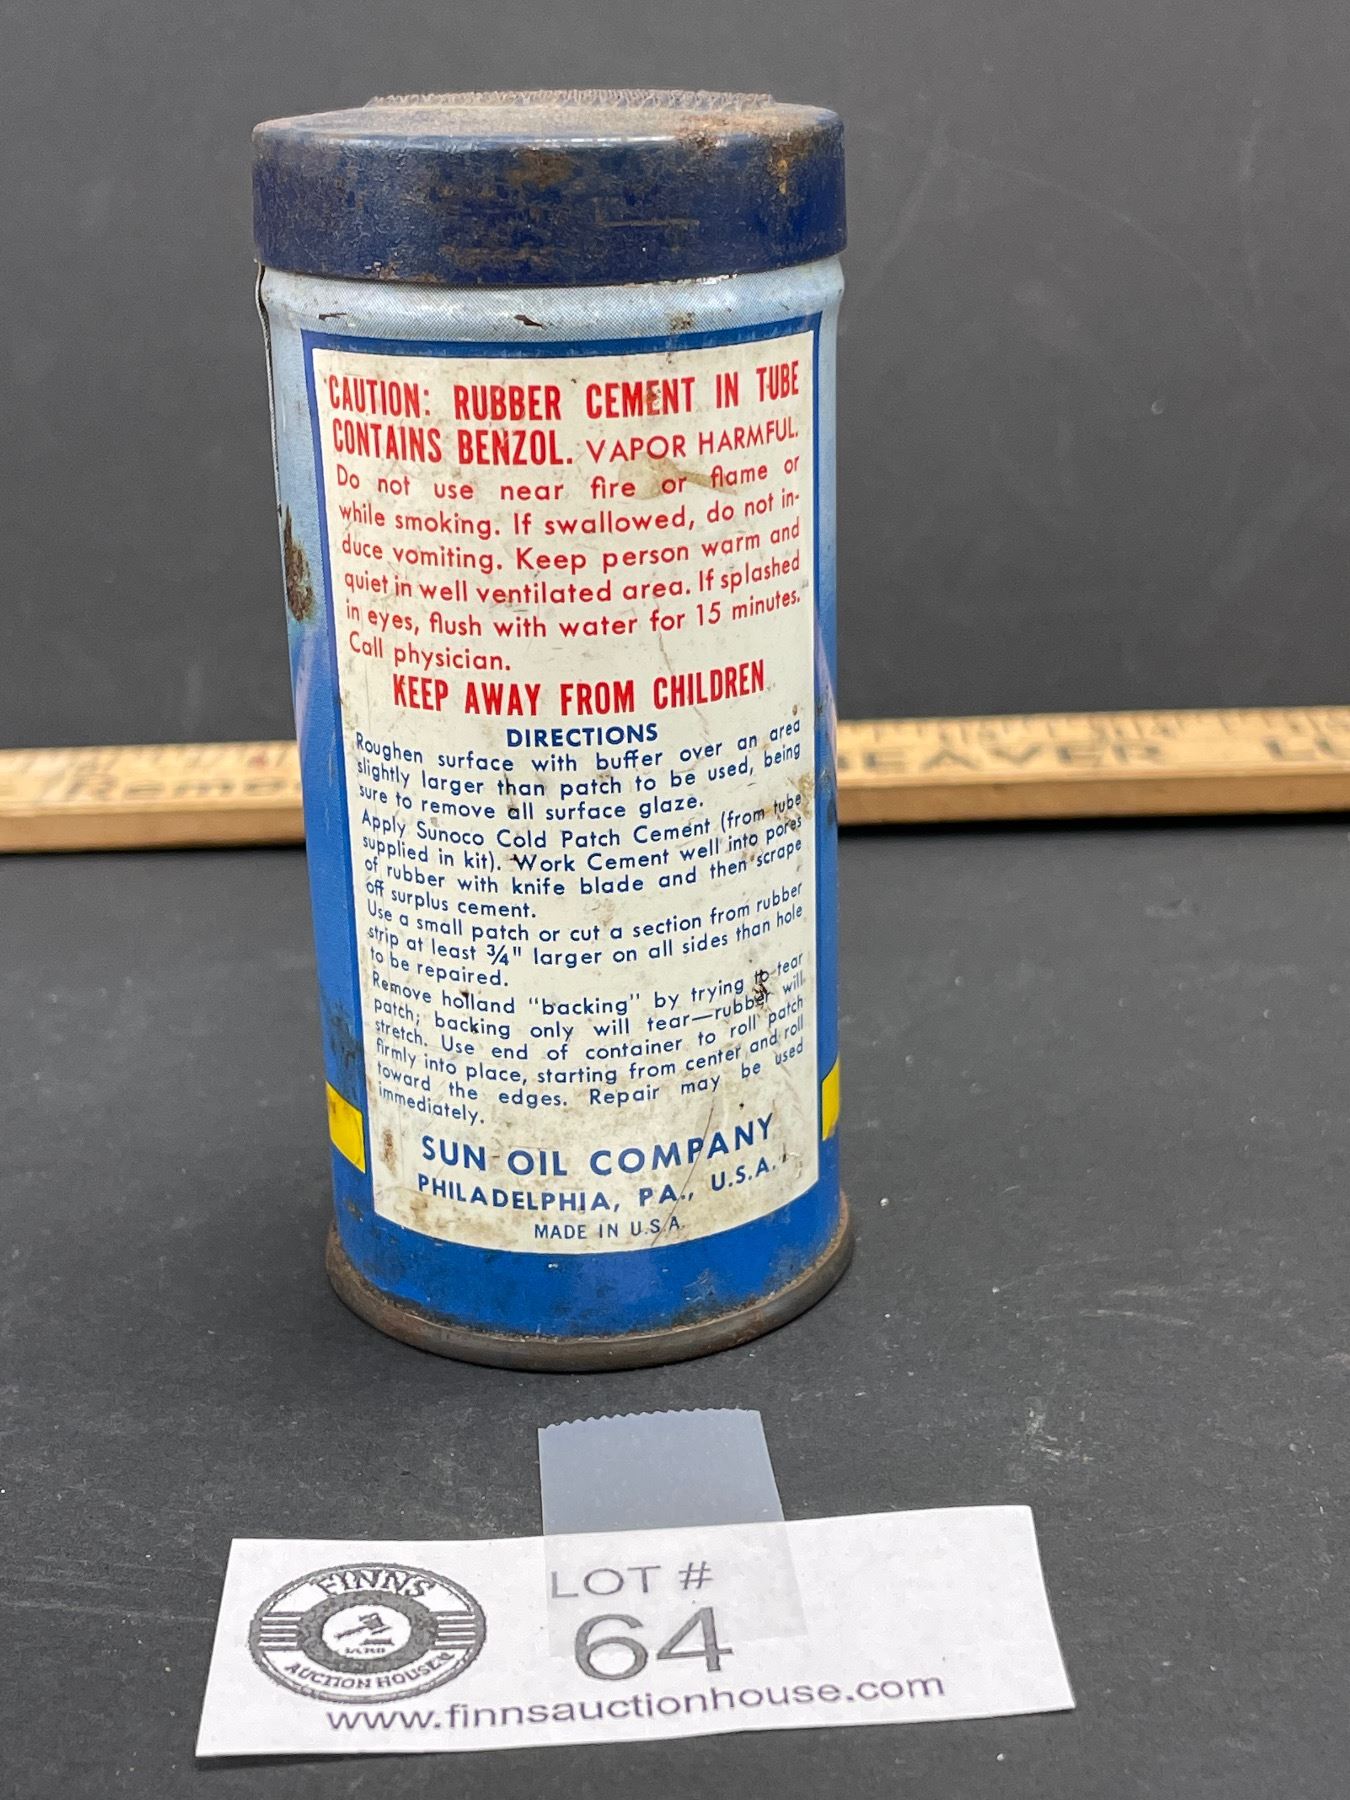 CAUTION: RUBBER CEMENT IN TUBE
CONTAINS BENZOL. VAPOR HARMFUL.
Do not use near fire or flame or
while smoking. If swallowed, do not in-
duce vomiting. Keep person warm and
quiet in well ventilated area. If splashed
in eyes, flush with water for 15 minutes.
Call physician.
KEEP AWAY FROM CHILDREN
DIRECTIONS
Roughen surface with buffer over an area
slightly larger than patch to be used, being
sure to remove all surface glaze.
Apply Sunoco Cold Patch Cement (from tube
supplied in kit). Work Cement well into pores
of rubber with knife blade and then scrape
off surplus cement.
Use a small patch or cut a section from rubber
strip at least 3/4" larger on all sides than hole
to be repaired.
Remove holland "backing" by trying to tear
patch; backing only will tear—rubber will
stretch. Use end of container to roll patch
firmly into place, starting from center and roll
toward the edges. Repair may be used
immediately.
SUN OIL COMPANY
PHILADELPHIA, PA., U.S.A.
MADE IN U.S.A.
BEAVER
FINNS
AUCTION HOUSE
LOT #
64
www.finnsauctionhouse.com